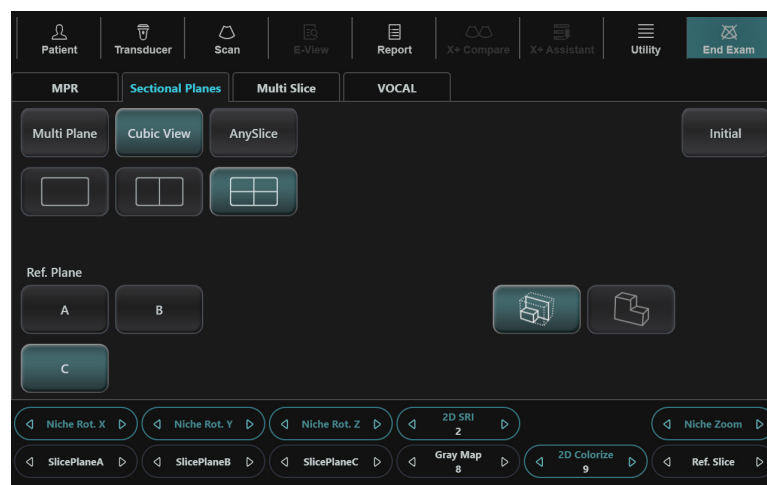 Patient
Transducer
Scan
E-View
Report
X+ Compare
X+ Assistant
Utility
End Exam
MPR
Sectional Planes
Multi Slice
VOCAL
Multi Plane
Cubic View
AnySlice
Initial
Ref. Plane
A
B
C
Niche Rot. X
Niche Rot. Y
Niche Rot. Z
2D SRI
2
Niche Zoom
SlicePlaneA
SlicePlaneB
SlicePlaneC
Gray Map
8
2D Colorize
9
Ref. Slice